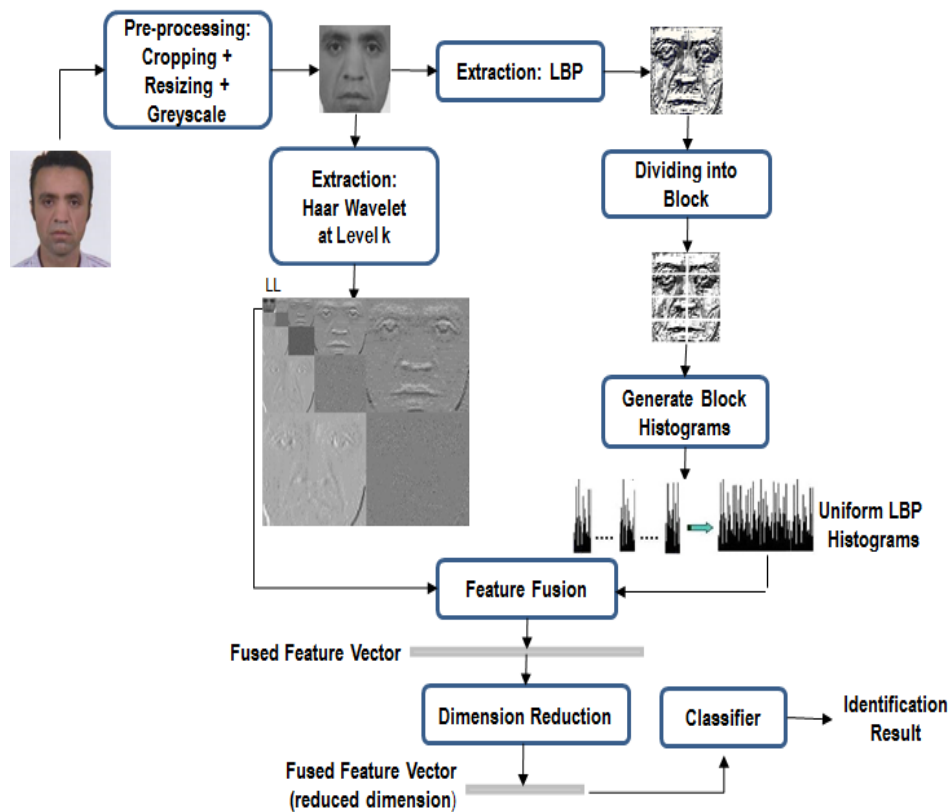 Pre-processing:
Cropping +
Resizing +
Greyscale
Extraction: LBP
Extraction:
Haar Wavelet
at Level k
Dividing into
Block
LL
Generate Block
Histograms
.... ....
Uniform LBP
Histograms
Feature Fusion
Fused Feature Vector
Dimension Reduction
Classifier
Identification
Result
Fused Feature Vector
(reduced dimension)